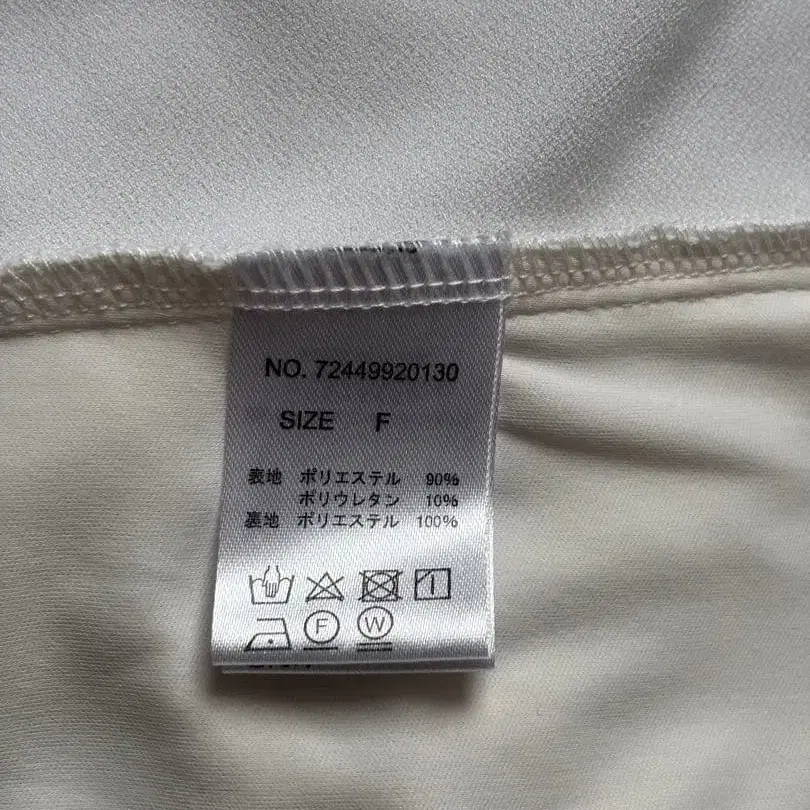 NO. 72449920130
SIZE F
表地 ポリエステル 90%
ポリウレタン 10%
裏地 ポリエステル 100%
F W